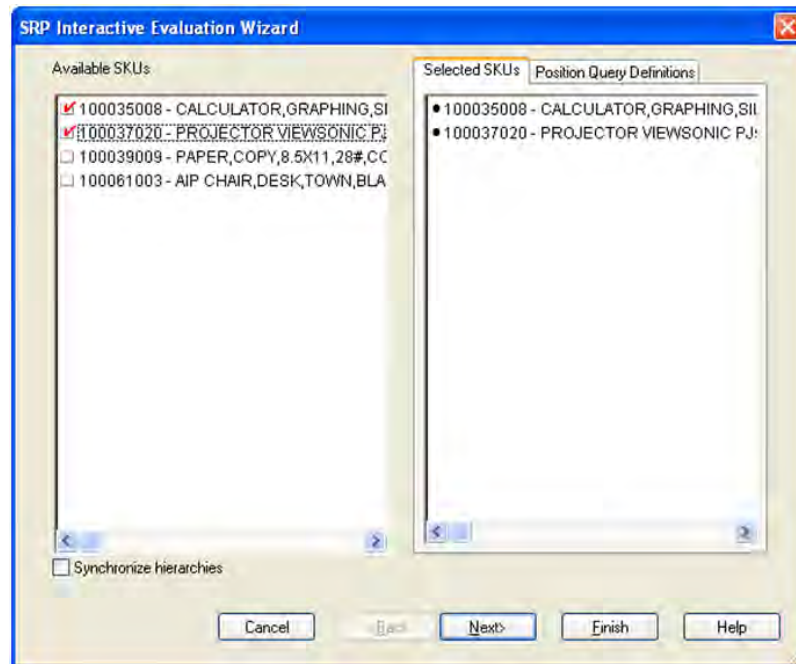 SRP Interactive Evaluation Wizard
Available SKUs
100035008 - CALCULATOR,GRAPHING,SI
100037020 - PROJECTOR VIEWSONIC PJ
100039009 - PAPER,COPY,8.5X11,28#,CC
100061003 - AIP CHAIR,DESK,TOWN,BLA
Synchronize hierarchies
Selected SKUs Position Query Definitions
100035008 - CALCULATOR,GRAPHING,SIL
100037020 - PROJECTOR VIEWSONIC PJ
Cancel <Back Next> Finish Help